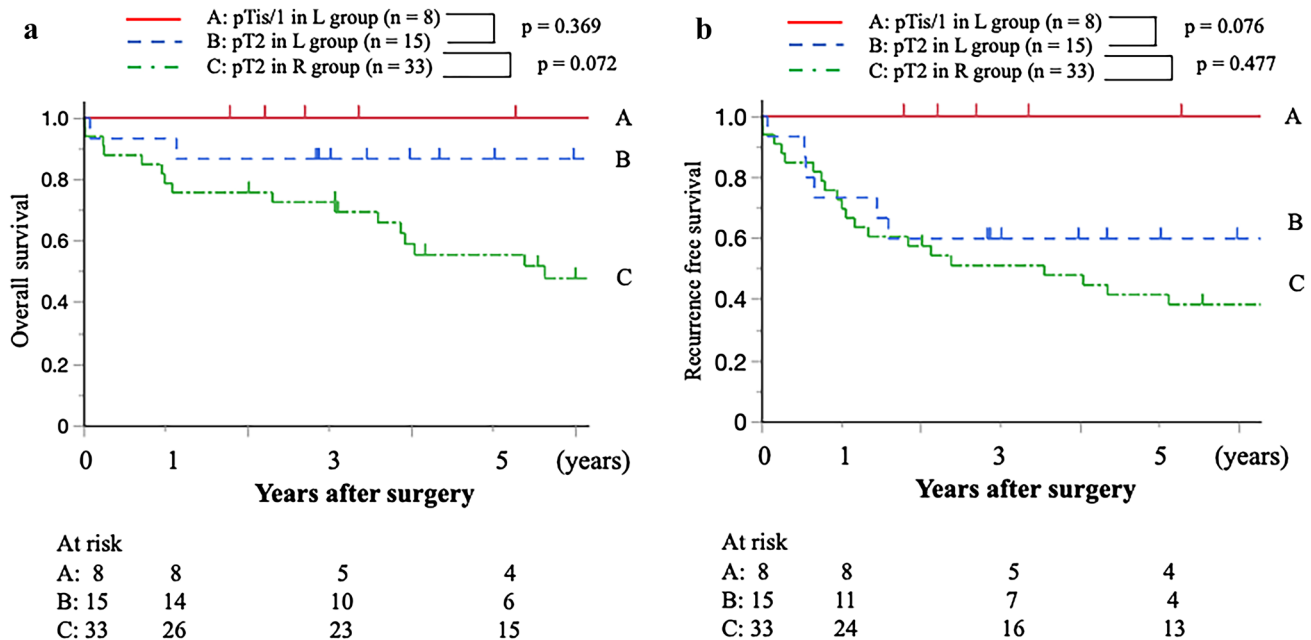 a
A: pTis/1 in L group (n = 8)
B: pT2 in L group (n = 15)
C: pT2 in R group (n = 33)
p = 0.369
p = 0.072
1.0
0.8
0.6
0.4
0.2
0
Overall survival
A
B
C
0 1 3 5 (years)
Years after surgery
At risk
A: 8 8 5 4
B: 15 14 10 6
C: 33 26 23 15
b
A: pTis/1 in L group (n = 8)
B: pT2 in L group (n = 15)
C: pT2 in R group (n = 33)
p = 0.076
p = 0.477
1.0
0.8
0.6
0.4
0.2
0
Recurrence free survival
A
B
C
0 1 3 5 (years)
Years after surgery
At risk
A: 8 8 5 4
B: 15 11 7 4
C: 33 24 16 13